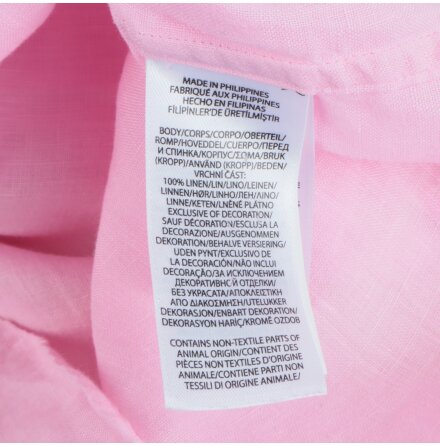 MADE IN PHILIPPINES
FABRIQUÉ AUX PHILIPPINES
HECHO EN FILIPINAS
FİLİPİNLER'DE ÜRETİLMİŞTİR
BODY/CORPS/CORPO/OBERTEIL/
ROMP/HOVEDDEL/CUERPO/ПЕРЕД
И СПИНКА/КОРПУС/ΣΩΜΑ/BRUK
(KROPP)/ANVÄND (KROPP)/BEDEN/
VRCHNÍ ČÁST:
100% LINEN/LIN/LINO/LEINEN/
LINNEN/HØR/LINHO/ЛЕН/ΛΙΝΟ/
LINNE/KETEN/LNĚNÉ PLÁTNO
EXCLUSIVE OF DECORATION/
SAUF DÉCORATION/ESCLUSA LA
DECORAZIONE/AUSGENOMMEN
DEKORATION/BEHALVE VERSIERING/
UDEN PYNT/EXCLUSIVO DE
LA DECORACIÓN/NÃO INCLUI
DECORAÇÃO/ЗА ИСКЛЮЧЕНИЕМ
ДЕКОРАТИВНОЙ ОТДЕЛКИ/
БЕЗ УКРАСАТА/ΑΠΟΚΛΕΙΣΤΙΚΗ
ΑΠΟ ΔΙΑΚΟΣΜΗΣΗ/UTELUKKER
DEKORASJON/ENBART DEKORATION/
DEKORASYON HARİÇ/KROMĚ OZDOB
CONTAINS NON-TEXTILE PARTS OF
ANIMAL ORIGIN/CONTIENT DES
PIÈCES NON TEXTILES D'ORIGINE
ANIMALE/CONTIENE PARTI NON
TESSILI DI ORIGINE ANIMALE/